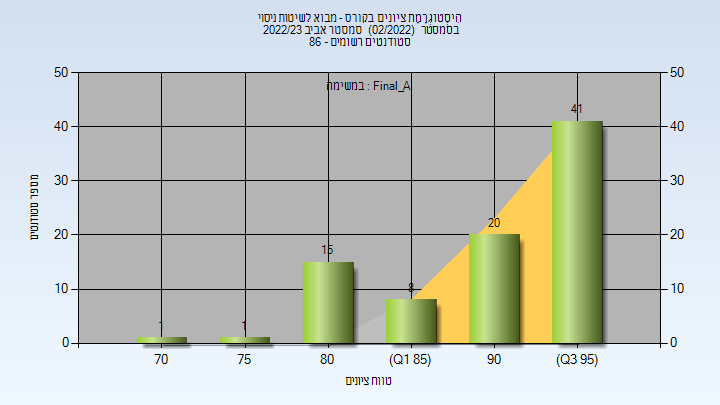 היסטוגרמת ציונים בקורס - מבוא לשיטות ניסוי
בסמסטר (02/2022) סמסטר אביב 2022/23
סטודנטים רשומים - 86
במשימה : Final_A
50
40
30
20
10
0
50
40
30
20
10
0
מספר סטודנטים
1
1
15
8
20
41
70
75
80
(Q1 85)
90
(Q3 95)
טווח ציונים